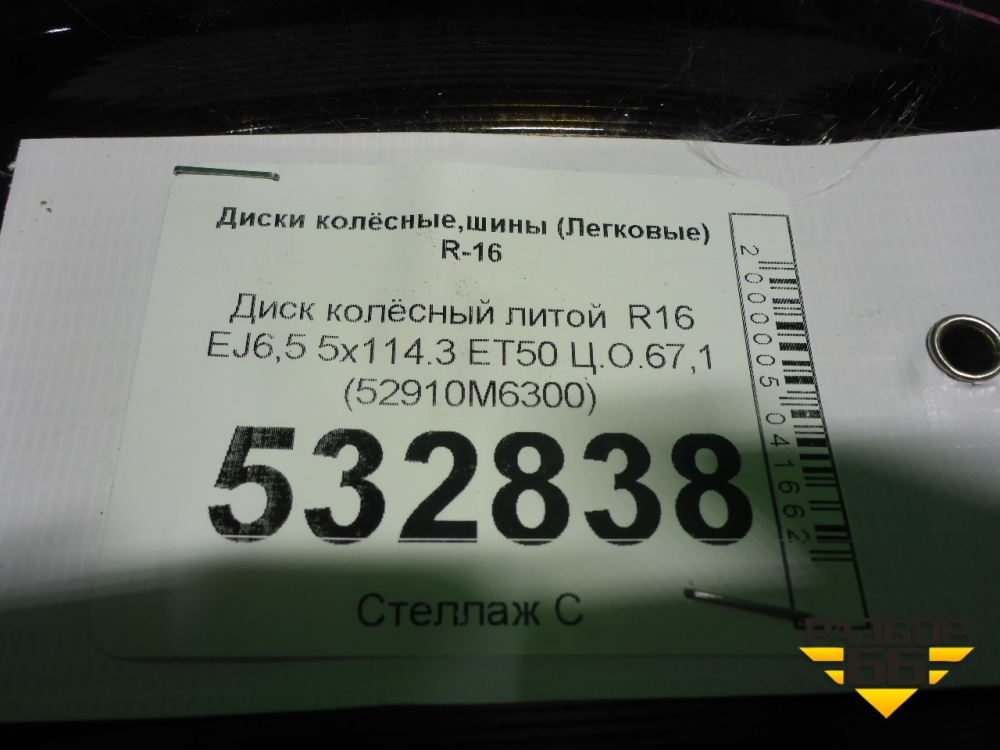 Диски колёсные,шины (Легковые)
R-16
Диск колёсный литой R16
EJ6,5 5x114.3 ET50 Ц.О.67,1
(52910M6300)
532838
Стеллаж С
2000005041662
РАЗБОР
66